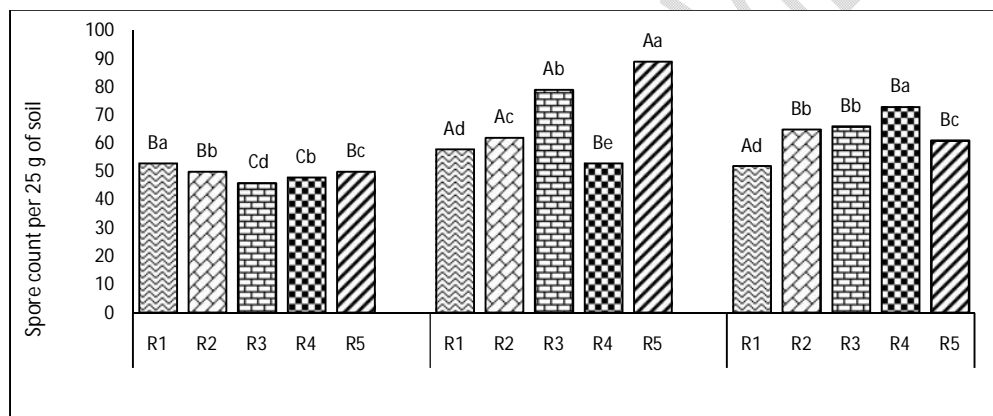 Spore count per 25 g of soil
100
90
80
70
60
50
40
30
20
10
0
Ba Bb Cd Cb Bc
Ad Ac Ab Be Aa
Ad Bb Bb Ba Bc
R1 R2 R3 R4 R5 R1 R2 R3 R4 R5 R1 R2 R3 R4 R5